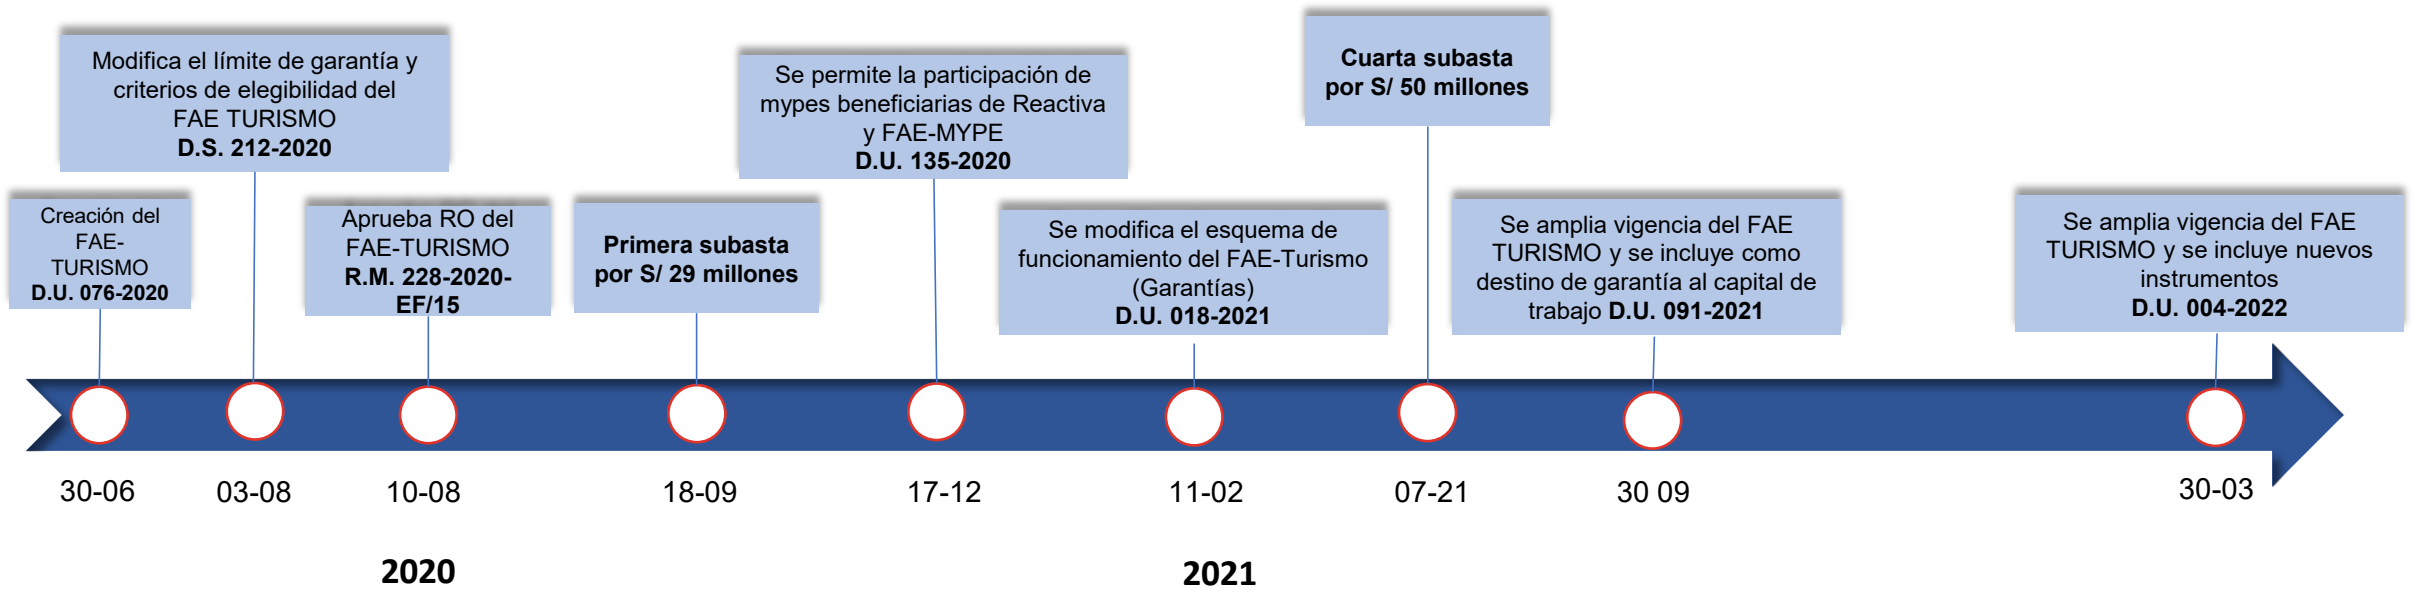 Modifica el límite de garantía y
criterios de elegibilidad del
FAE TURISMO
D.S. 212-2020
Se permite la participación de
mypes beneficiarias de Reactiva
y FAE-MYPE
D.U. 135-2020
Cuarta subasta
por S/ 50 millones
Creación del
FAE-
TURISMO
D.U. 076-2020
Aprueba RO del
FAE-TURISMO
R.M. 228-2020-
EF/15
Primera subasta
por S/ 29 millones
Se modifica el esquema de
funcionamiento del FAE-Turismo
(Garantías)
D.U. 018-2021
Se amplia vigencia del FAE
TURISMO y se incluye como
destino de garantía al capital de
trabajo D.U. 091-2021
Se amplia vigencia del FAE
TURISMO y se incluye nuevos
instrumentos
D.U. 004-2022
30-06
03-08
10-08
18-09
17-12
11-02
07-21
30 09
30-03
2020
2021